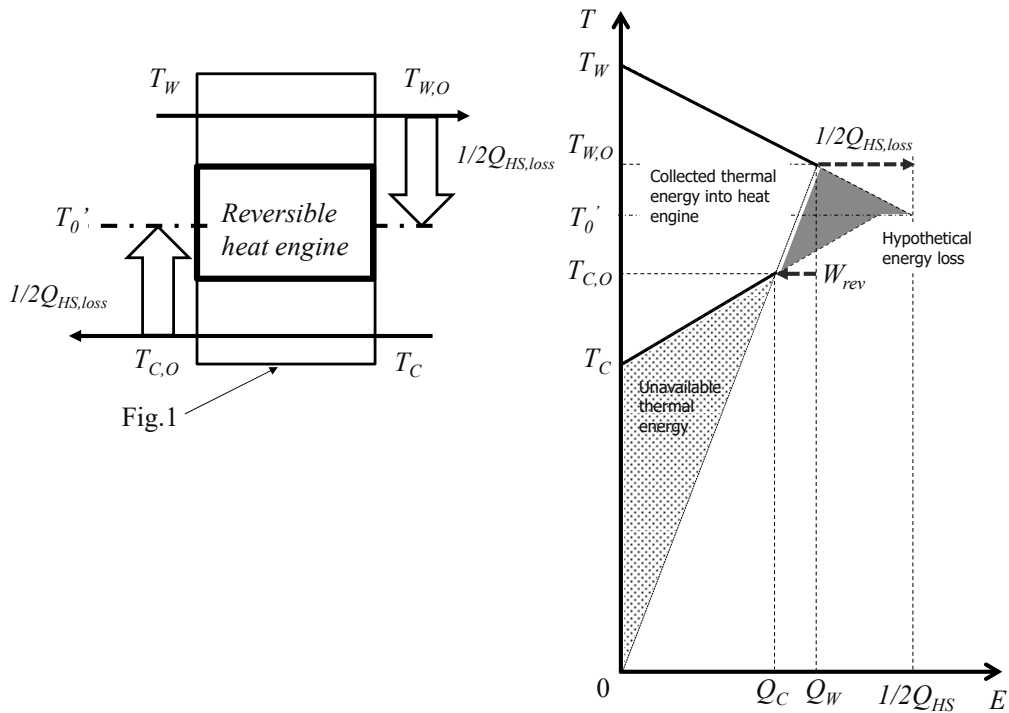 T_W
T_{W,O}
1/2Q_{HS,loss}
Reversible
heat engine
T_0'
1/2Q_{HS,loss}
T_{C,O}
T_C
Fig.1
T
T_W
T_{W,O}
1/2Q_{HS,loss}
Collected thermal
energy into heat
engine
T_0'
Hypothetical
energy loss
T_{C,O}
W_{rev}
T_C
Unavailable
thermal
energy
0
Q_C
Q_W
1/2Q_{HS}
E